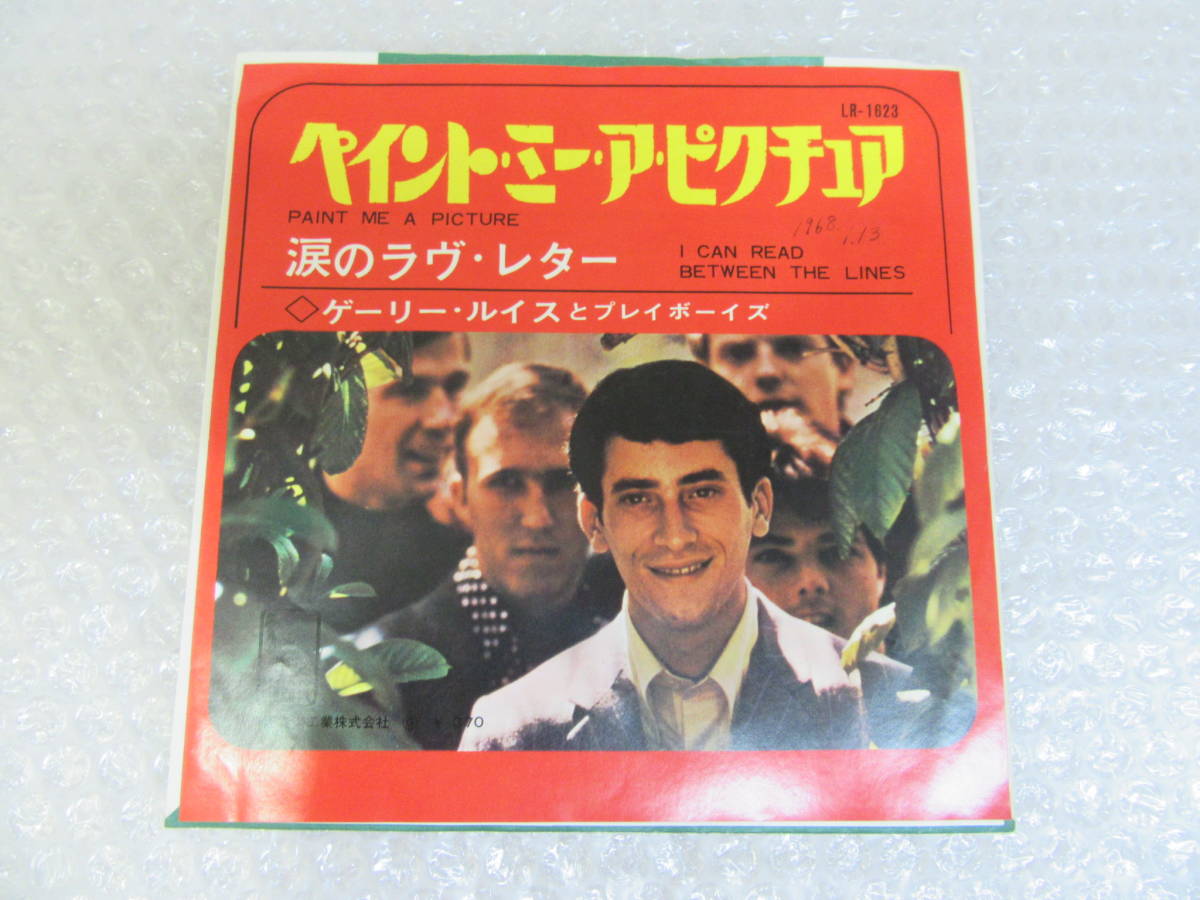 LR-1623
ペイント・ミー・ア・ピクチュア
PAINT ME A PICTURE
1968. 1.13
涙のラヴ・レター
I CAN READ
BETWEEN THE LINES
◇ゲーリー・ルイスとプレイボーイズ
工業株式会社